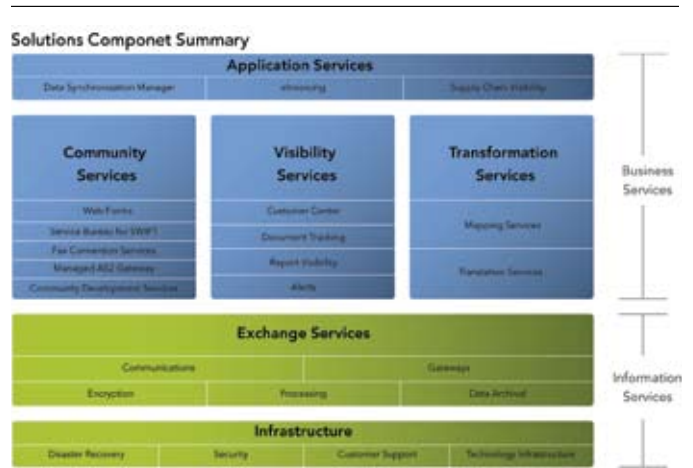 Solutions Componet Summary
Application Services
Data Synchronisation Manager
eInvoicing
Supply Chain Visibility
Community
Services
Web Forms
Service Bureau for SWIFT
Fax Conversion Services
Managed AS2 Gateway
Community Development Services
Visibility
Services
Customer Center
Document Tracking
Report Visibility
Alerts
Transformation
Services
Mapping Services
Translation Services
Business
Services
Exchange Services
Communications
Gateways
Encryption
Processing
Data Archival
Infrastructure
Disaster Recovery
Security
Customer Support
Technology Infrastructure
Information
Services